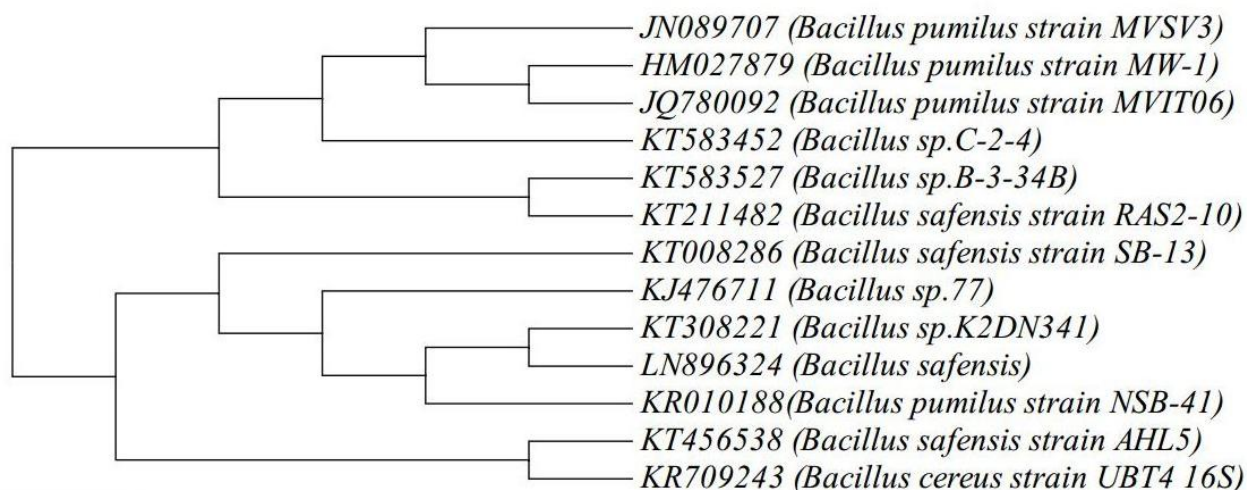 JN089707 (Bacillus pumilus strain MVSV3)
HM027879 (Bacillus pumilus strain MW-1)
JQ780092 (Bacillus pumilus strain MVIT06)
KT583452 (Bacillus sp.C-2-4)
KT583527 (Bacillus sp.B-3-34B)
KT211482 (Bacillus safensis strain RAS2-10)
KT008286 (Bacillus safensis strain SB-13)
KJ476711 (Bacillus sp.77)
KT308221 (Bacillus sp.K2DN341)
LN896324 (Bacillus safensis)
KR010188(Bacillus pumilus strain NSB-41)
KT456538 (Bacillus safensis strain AHL5)
KR709243 (Bacillus cereus strain UBT4 16S)